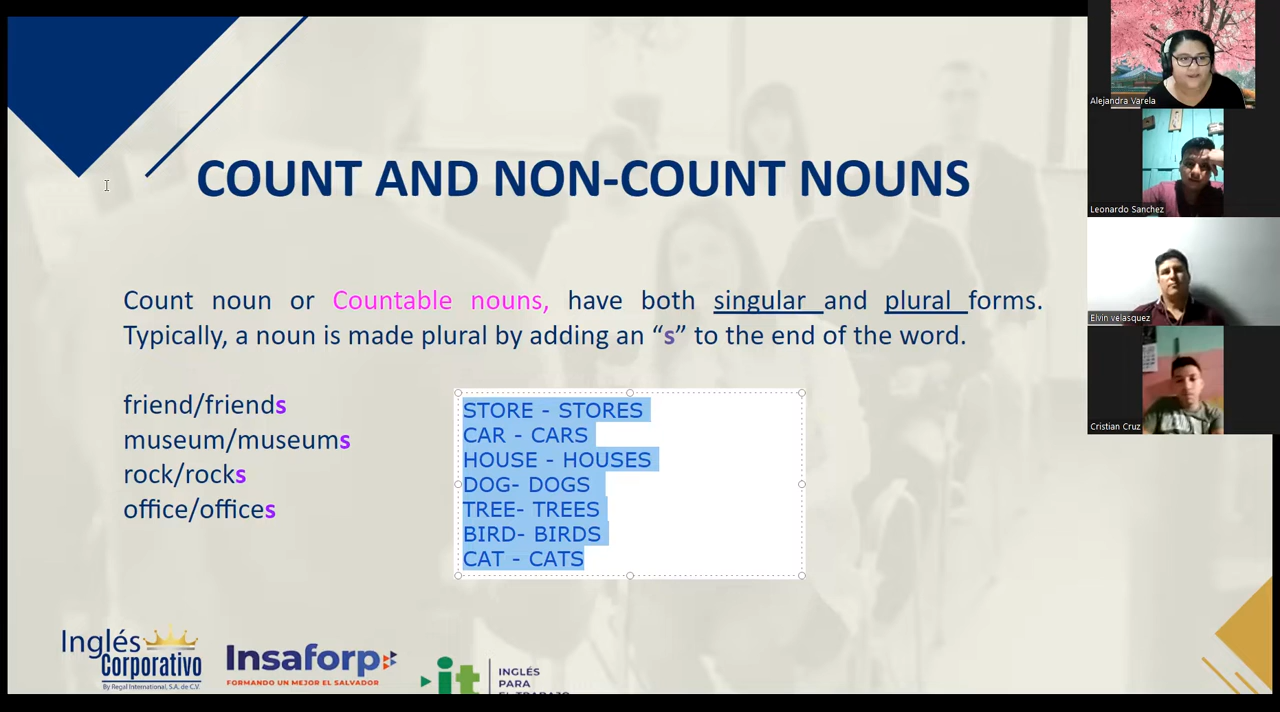 COUNT AND NON-COUNT NOUNS
Count noun or Countable nouns, have both singular and plural forms.
Typically, a noun is made plural by adding an “s” to the end of the word.
friend/friends
museum/museums
rock/rocks
office/offices
STORE - STORES
CAR - CARS
HOUSE - HOUSES
DOG- DOGS
TREE- TREES
BIRD- BIRDS
CAT - CATS
Inglés
Corporativo
By Regal International, S.A. de C.V.
Insaforp
FORMANDO UN MEJOR EL SALVADOR
it
INGLÉS
PARA
Alejandra Varela
Leonardo Sanchez
Elvin velasquez
Cristian Cruz